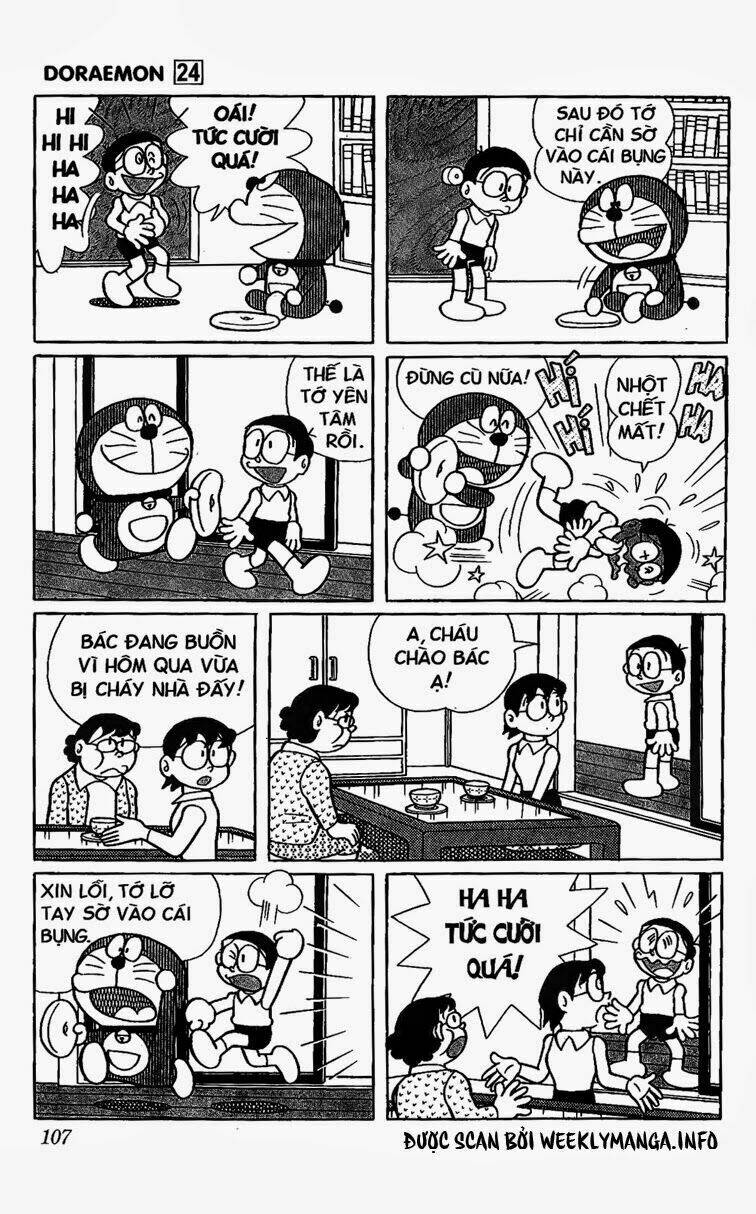 DORAEMON 24
SAU ĐÓ TỚ
CHỈ CẦN SỜ
VÀO CÁI BỤNG
NÀY.
OÁI!
TỨC CƯỜI
QUÁ!
HI
HI HI
HA
HA
HA
HA
HA
NHỘT
CHẾT
MẤT!
HÍ
HÍ
ĐỪNG CÙ NỮA!
THẾ LÀ
TỚ YÊN
TÂM
RỒI.
A, CHÁU
CHÀO BÁC
Ạ!
BÁC ĐANG BUỒN
VÌ HÔM QUA VỪA
BỊ CHÁY NHÀ ĐẤY!
HA HA
TỨC CƯỜI
QUÁ!
XIN LỖI, TỚ LỠ
TAY SỜ VÀO CÁI
BỤNG.
107
ĐƯỢC SCAN BỞI WEEKLYMANGA.INFO